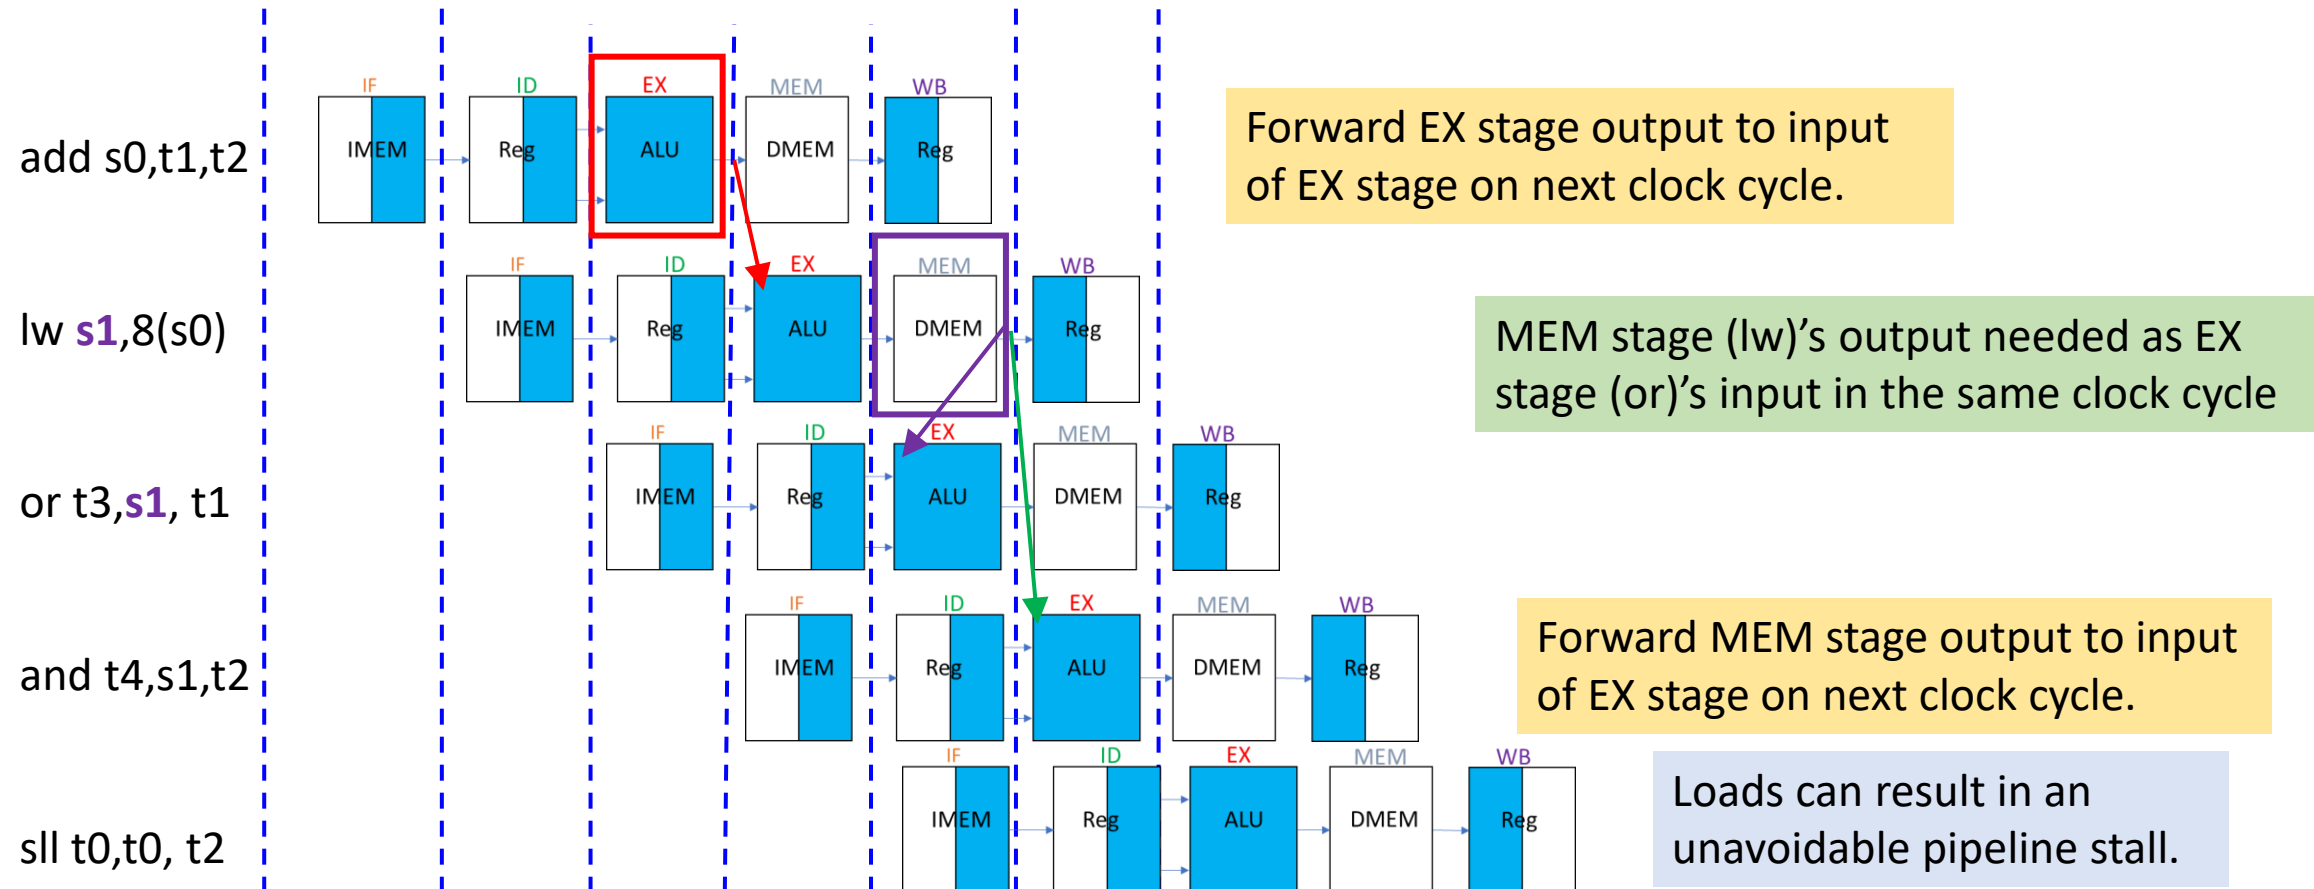 IF ID EX MEM WB
add s0,t1,t2
IMEM Reg ALU DMEM Reg
Forward EX stage output to input
of EX stage on next clock cycle.
IF ID EX MEM WB
lw s1,8(s0)
IMEM Reg ALU DMEM Reg
MEM stage (lw)’s output needed as EX
stage (or)’s input in the same clock cycle
IF ID EX MEM WB
or t3,s1, t1
IMEM Reg ALU DMEM Reg
IF ID EX MEM WB
and t4,s1,t2
IMEM Reg ALU DMEM Reg
Forward MEM stage output to input
of EX stage on next clock cycle.
IF ID EX MEM WB
sll t0,t0, t2
IMEM Reg ALU DMEM Reg
Loads can result in an
unavoidable pipeline stall.